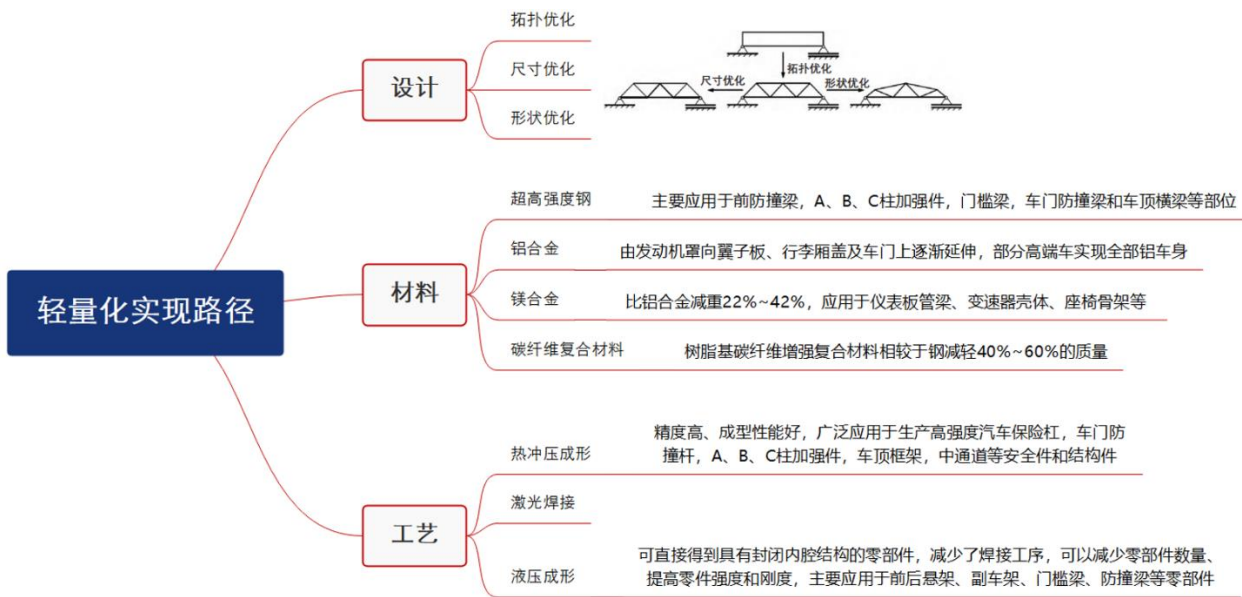 轻量化实现路径
设计
拓扑优化
尺寸优化
形状优化
拓扑优化
尺寸优化
形状优化
材料
超高强度钢
主要应用于前防撞梁，A、B、C柱加强件，门槛梁，车门防撞梁和车顶横梁等部位
铝合金
由发动机罩向翼子板、行李厢盖及车门上逐渐延伸，部分高端车实现全部铝车身
镁合金
比铝合金减重22%~42%，应用于仪表板管梁、变速器壳体、座椅骨架等
碳纤维复合材料
树脂基碳纤维增强复合材料相较于钢减轻40%~60%的质量
工艺
热冲压成形
精度高、成型性能好，广泛应用于生产高强度汽车保险杠，车门防
撞杆，A、B、C柱加强件，车顶框架，中通道等安全件和结构件
激光焊接
液压成形
可直接得到具有封闭内腔结构的零部件，减少了焊接工序，可以减少零部件数量、
提高零件强度和刚度，主要应用于前后悬架、副车架、门槛梁、防撞梁等零部件